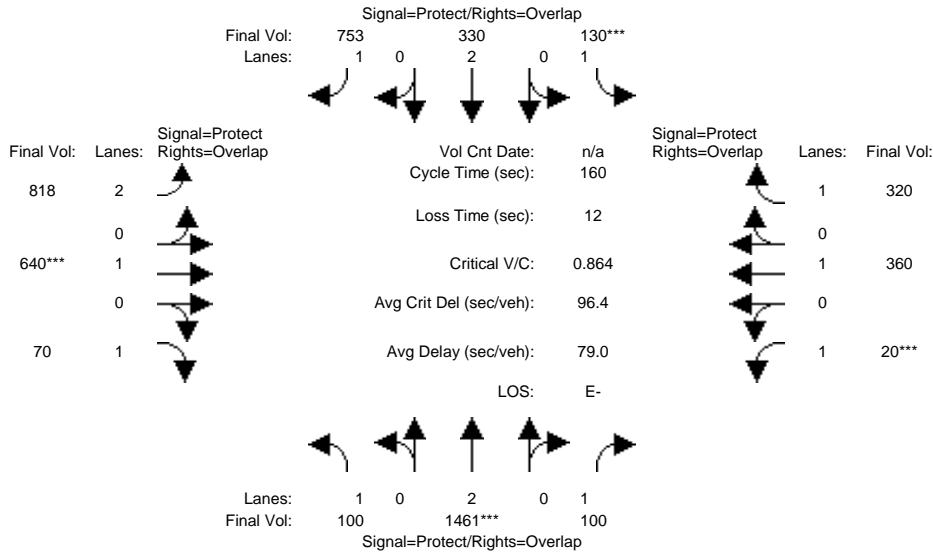 Signal=Protect/Rights=Overlap
Final Vol: 753 330 130***
Lanes: 1 0 2 0 1
Signal=Protect
Final Vol: Lanes: Rights=Overlap
Vol Cnt Date: n/a
Signal=Protect
Rights=Overlap Lanes: Final Vol:
Cycle Time (sec): 160
818 2
1 320
Loss Time (sec): 12
0
0
640*** 1
Critical V/C: 0.864
1 360
0
Avg Crit Del (sec/veh): 96.4
0
70 1
Avg Delay (sec/veh): 79.0
1 20***
LOS: E-
Lanes: 1 0 2 0 1
Final Vol: 100 1461*** 100
Signal=Protect/Rights=Overlap